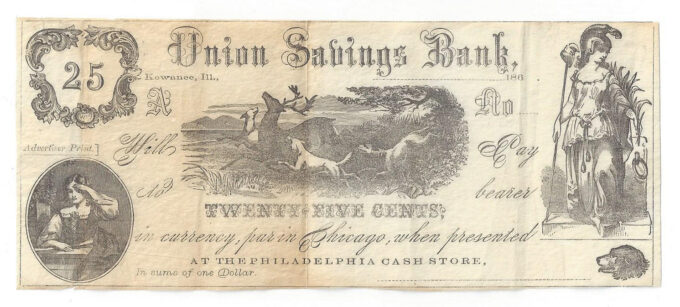 25
Union Savings Bank,
Kewanee, Ill., 186
A No
Advertiser Print.]
Will Pay
to bearer
TWENTY-FIVE CENTS,
in currency, par in Chicago, when presented
AT THE PHILADELPHIA CASH STORE,
In sums of one Dollar.